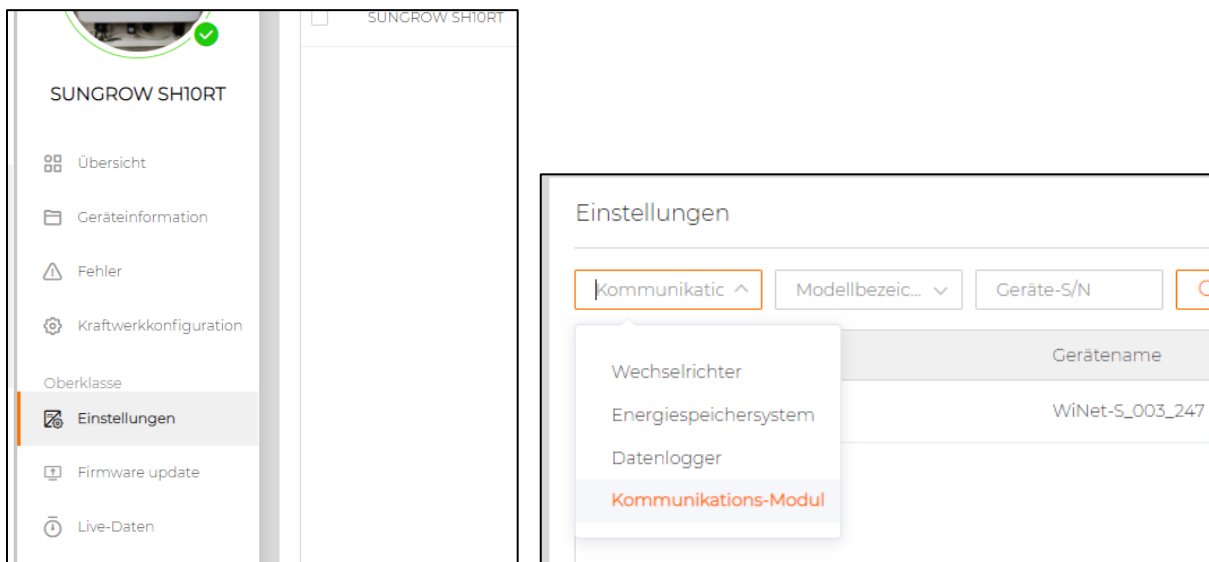 SUNGROW SH10RT
SUNGROW SH10RT
Übersicht
Geräteinformation
Fehler
Kraftwerkkonfiguration
Oberklasse
Einstellungen
Firmware update
Live-Daten
Einstellungen
Kommunikatic
Modellbezeic...
Geräte-S/N
Wechselrichter
Energiespeichersystem
Datenlogger
Kommunikations-Modul
Gerätename
WiNet-S_003_247